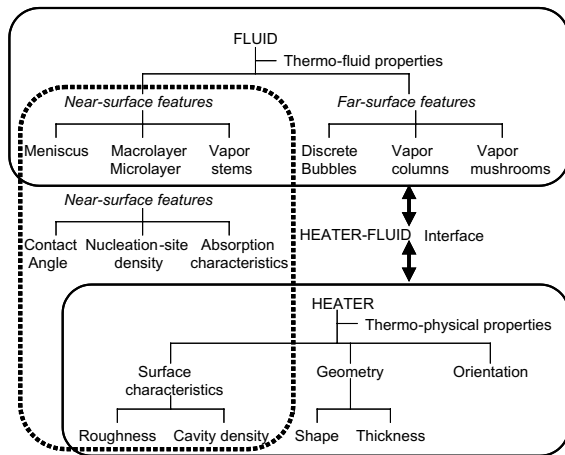 FLUID
Thermo-fluid properties
Near-surface features Far-surface features
Meniscus Macrolayer Vapor Discrete Vapor Vapor
Microlayer stems Bubbles columns mushrooms
Near-surface features
Contact Nucleation-site Absorption HEATER-FLUID Interface
Angle density characteristics
HEATER
Thermo-physical properties
Surface Geometry Orientation
characteristics
Roughness Cavity density Shape Thickness